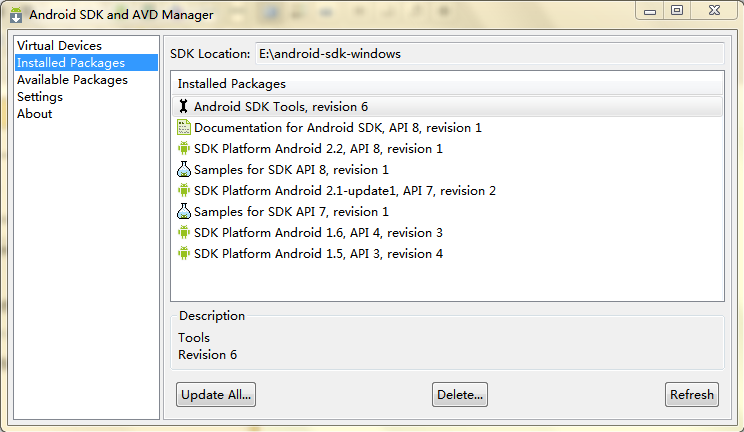 Android SDK and AVD Manager
Virtual Devices
Installed Packages
Available Packages
Settings
About
SDK Location: E:\android-sdk-windows
Installed Packages
Android SDK Tools, revision 6
Documentation for Android SDK, API 8, revision 1
SDK Platform Android 2.2, API 8, revision 1
Samples for SDK API 8, revision 1
SDK Platform Android 2.1-update1, API 7, revision 2
Samples for SDK API 7, revision 1
SDK Platform Android 1.6, API 4, revision 3
SDK Platform Android 1.5, API 3, revision 4
Description
Tools
Revision 6
Update All... Delete... Refresh